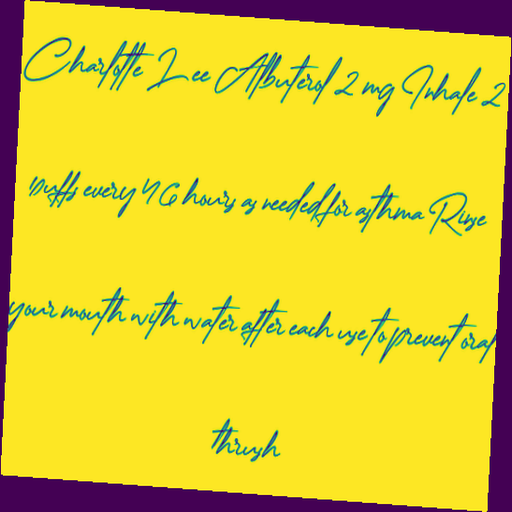 Charlotte Lee Albuterol 2 mg Inhale 2
puffs every 4 6 hours as needed for asthma Rinse
your mouth with water after each use to prevent oral
thrush